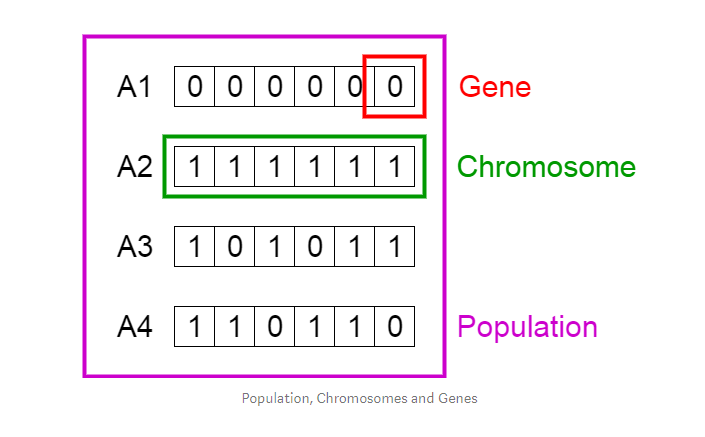 A1 0 0 0 0 0 0 Gene
A2 1 1 1 1 1 1 Chromosome
A3 1 0 1 0 1 1
A4 1 1 0 1 1 0 Population
Population, Chromosomes and Genes